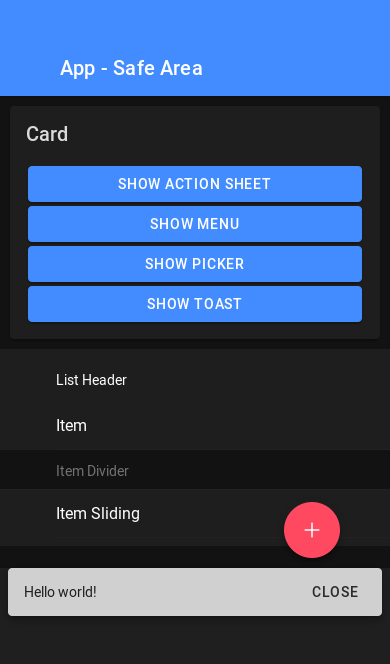 App - Safe Area
Card
SHOW ACTION SHEET
SHOW MENU
SHOW PICKER
SHOW TOAST
List Header
Item
Item Divider
Item Sliding
Hello world!
CLOSE